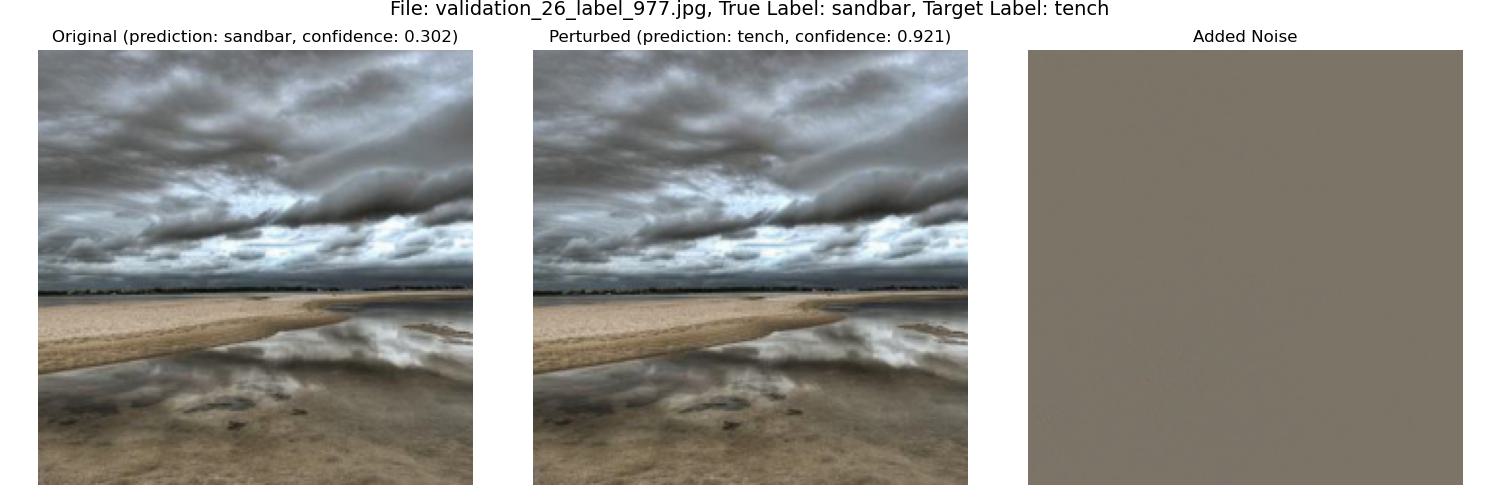 File: validation_26_label_977.jpg, True Label: sandbar, Target Label: tench
Original (prediction: sandbar, confidence: 0.302)
Perturbed (prediction: tench, confidence: 0.921)
Added Noise